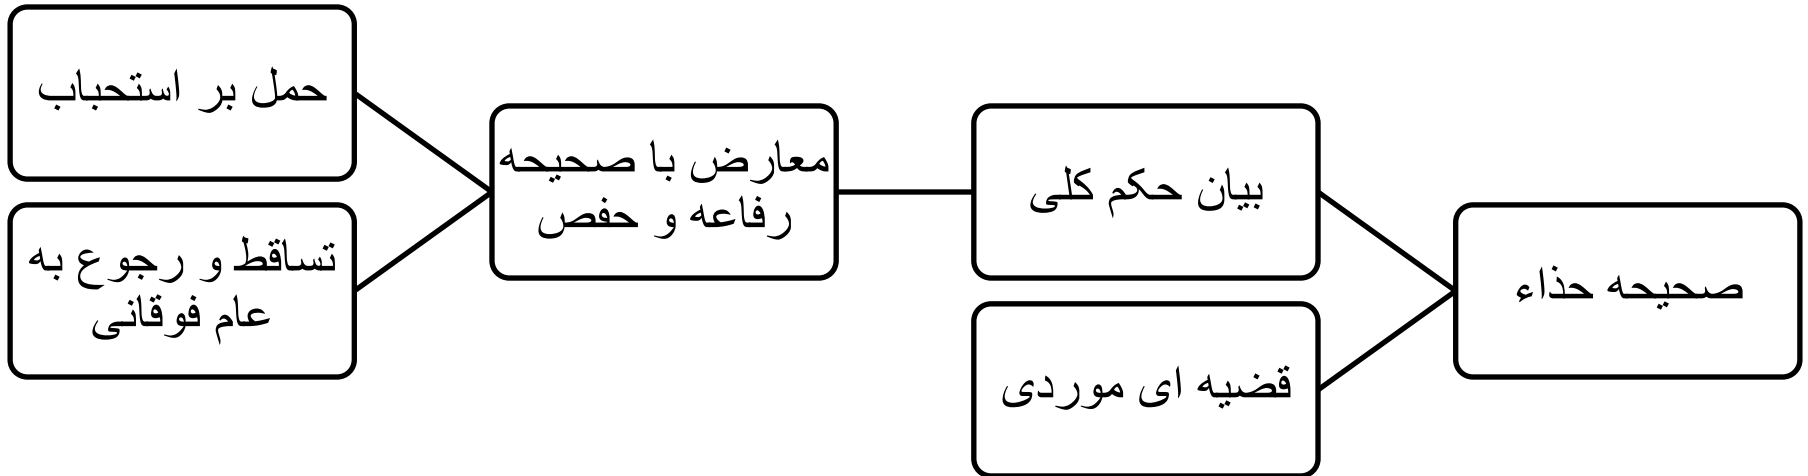 صحیحه حذاء
بیان حکم کلی
قضیه ای موردی
معارض با صحیحه
رفاعه و حفص
حمل بر استحباب
تساقط و رجوع به
عام فوقانی